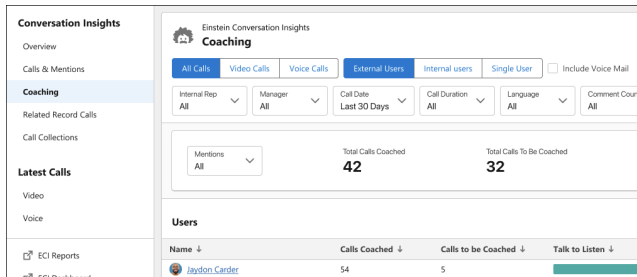 Conversation Insights
Overview
Calls & Mentions
Coaching
Related Record Calls
Call Collections
Latest Calls
Video
Voice
ECI Reports
ECI Dashboard
Einstein Conversation Insights
Coaching
All Calls Video Calls Voice Calls External Users Internal users Single User Include Voice Mail
Internal Rep Manager Call Date Call Duration Language Comment Coun
All All Last 30 Days All All All
Mentions Total Calls Coached Total Calls To Be Coached
All 42 32
Users
Name ↓ Calls Coached ↓ Calls to be Coached ↓ Talk to Listen ↓
Jaydon Carder 54 5